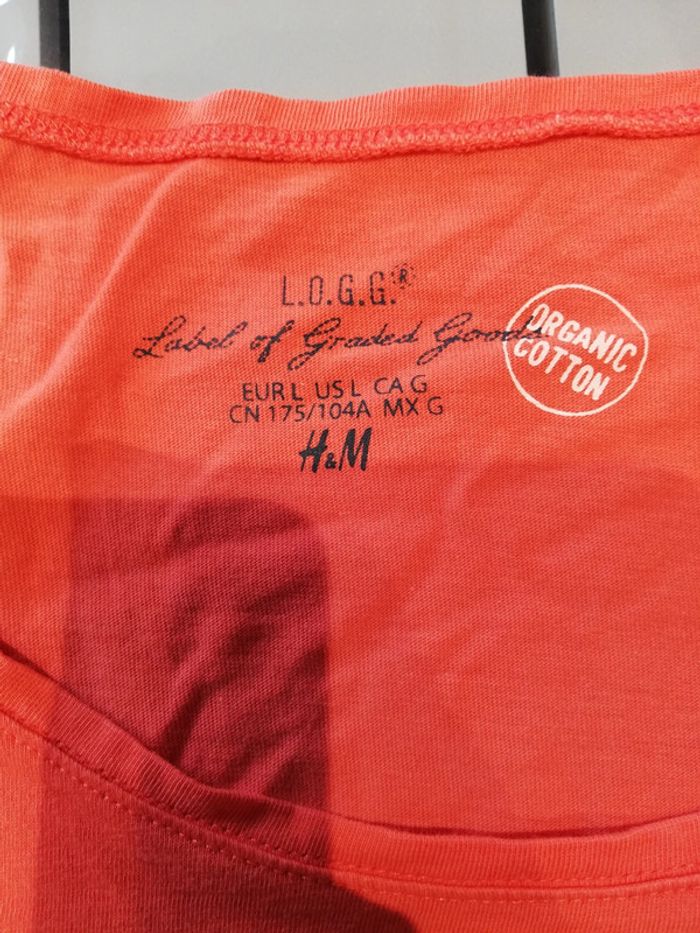 L.O.G.G.®
Label of Graded Goods
ORGANIC
COTTON
EUR L US L CA G
CN 175/104A MX G
H&M